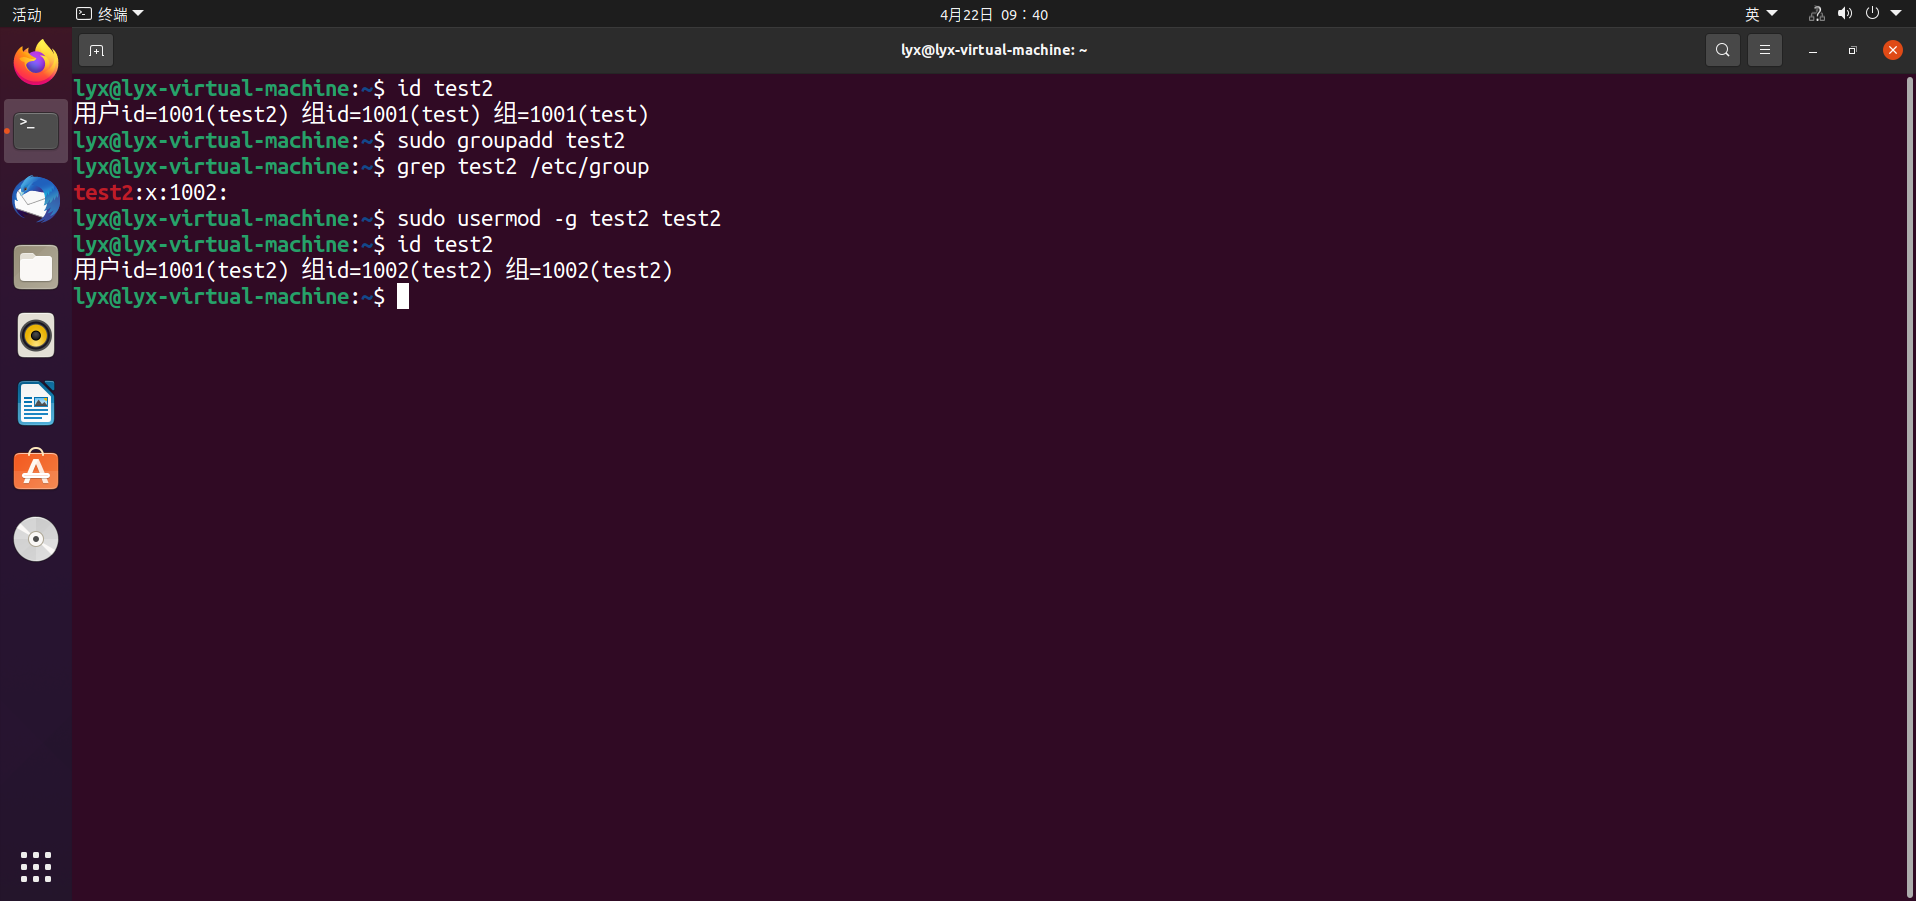 活动 终端 4月22日 09：40 英
lyx@lyx-virtual-machine: ~
lyx@lyx-virtual-machine:~$ id test2
用户id=1001(test2) 组id=1001(test) 组=1001(test)
lyx@lyx-virtual-machine:~$ sudo groupadd test2
lyx@lyx-virtual-machine:~$ grep test2 /etc/group
test2:x:1002:
lyx@lyx-virtual-machine:~$ sudo usermod -g test2 test2
lyx@lyx-virtual-machine:~$ id test2
用户id=1001(test2) 组id=1002(test2) 组=1002(test2)
lyx@lyx-virtual-machine:~$